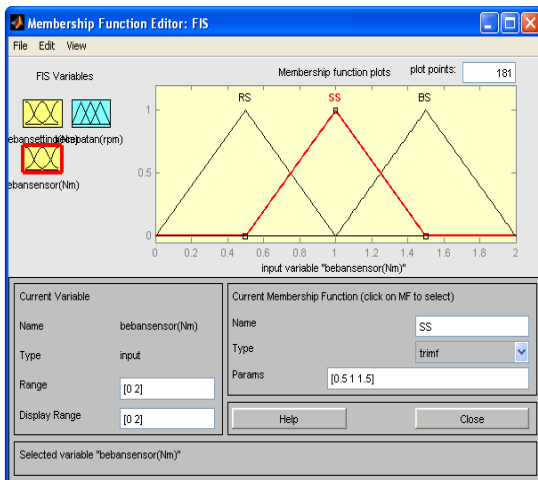 Membership Function Editor: FIS
File Edit View
FIS Variables
Membership function plots
plot points:
181
RS SS BS
1
0.5
0
0 0.2 0.4 0.6 0.8 1 1.2 1.4 1.6 1.8 2
input variable "bebansensor(Nm)"
ebansensor(Nm)
Current Variable
Name bebansensor(Nm)
Type input
Range [0 2]
Display Range [0 2]
Current Membership Function (click on MF to select)
Name SS
Type trimf
Params [0.5 1 1.5]
Help Close
Selected variable "bebansensor(Nm)"